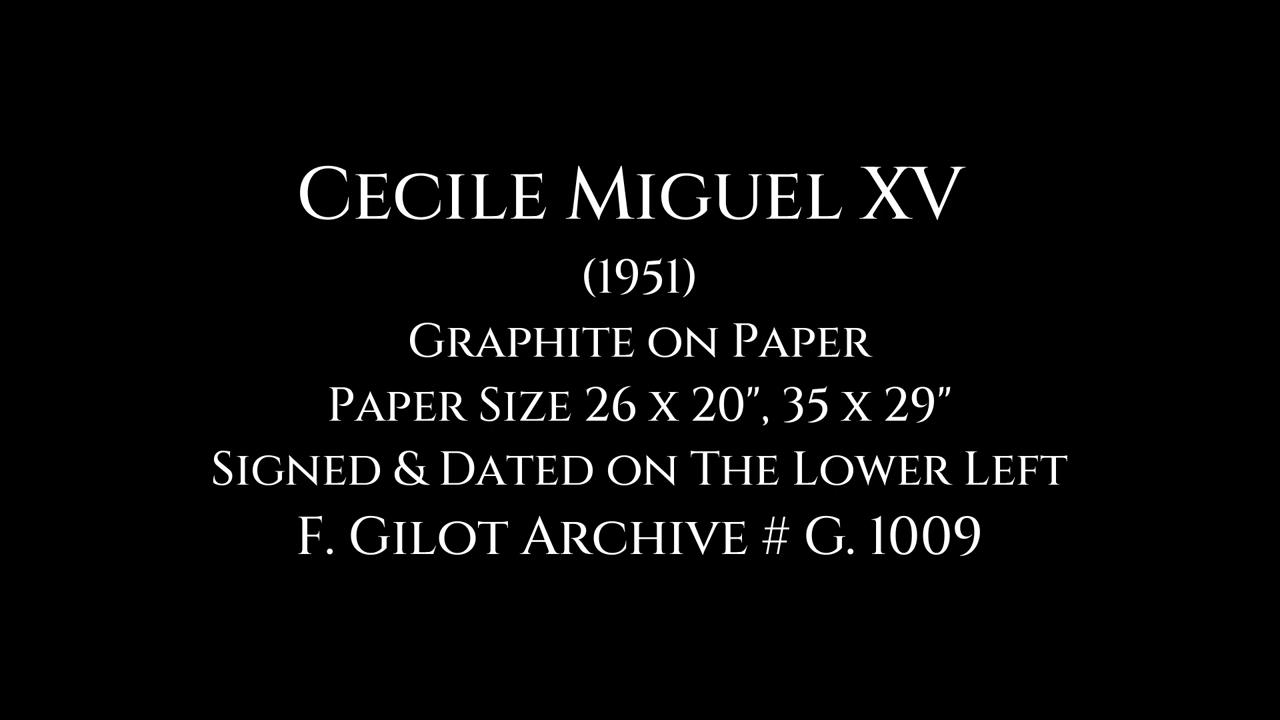 Cecile Miguel XV
(1951)
Graphite on Paper
Paper Size 26 x 20", 35 x 29"
Signed & Dated on The Lower Left
F. Gilot Archive # G. 1009